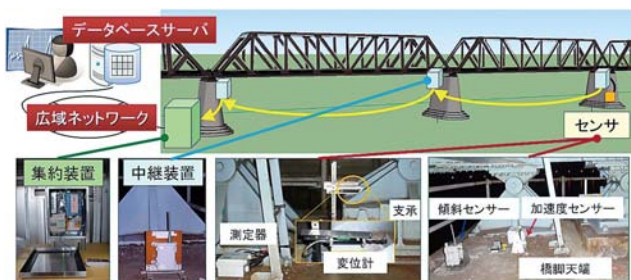 データベースサーバ
広域ネットワーク
センサ
集約装置
中継装置
測定器
支承
変位計
傾斜センサー
加速度センサー
橋脚天端